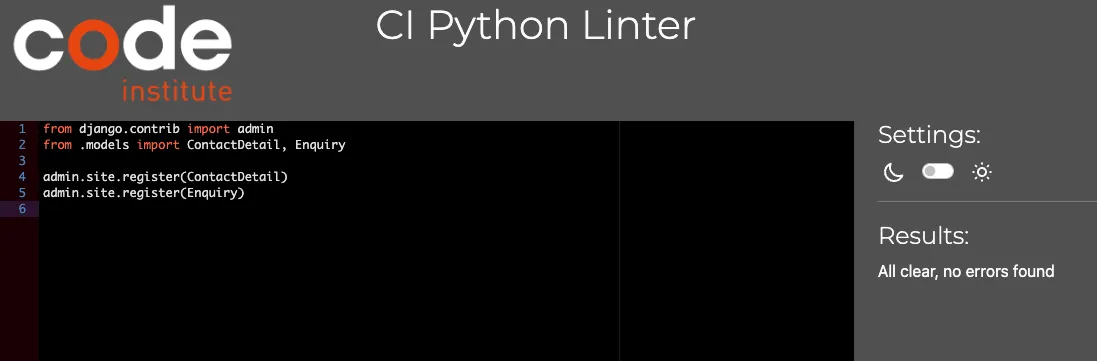 code
institute
CI Python Linter
1 from django.contrib import admin
2 from .models import ContactDetail, Enquiry
3
4 admin.site.register(ContactDetail)
5 admin.site.register(Enquiry)
6
Settings:
Results:
All clear, no errors found